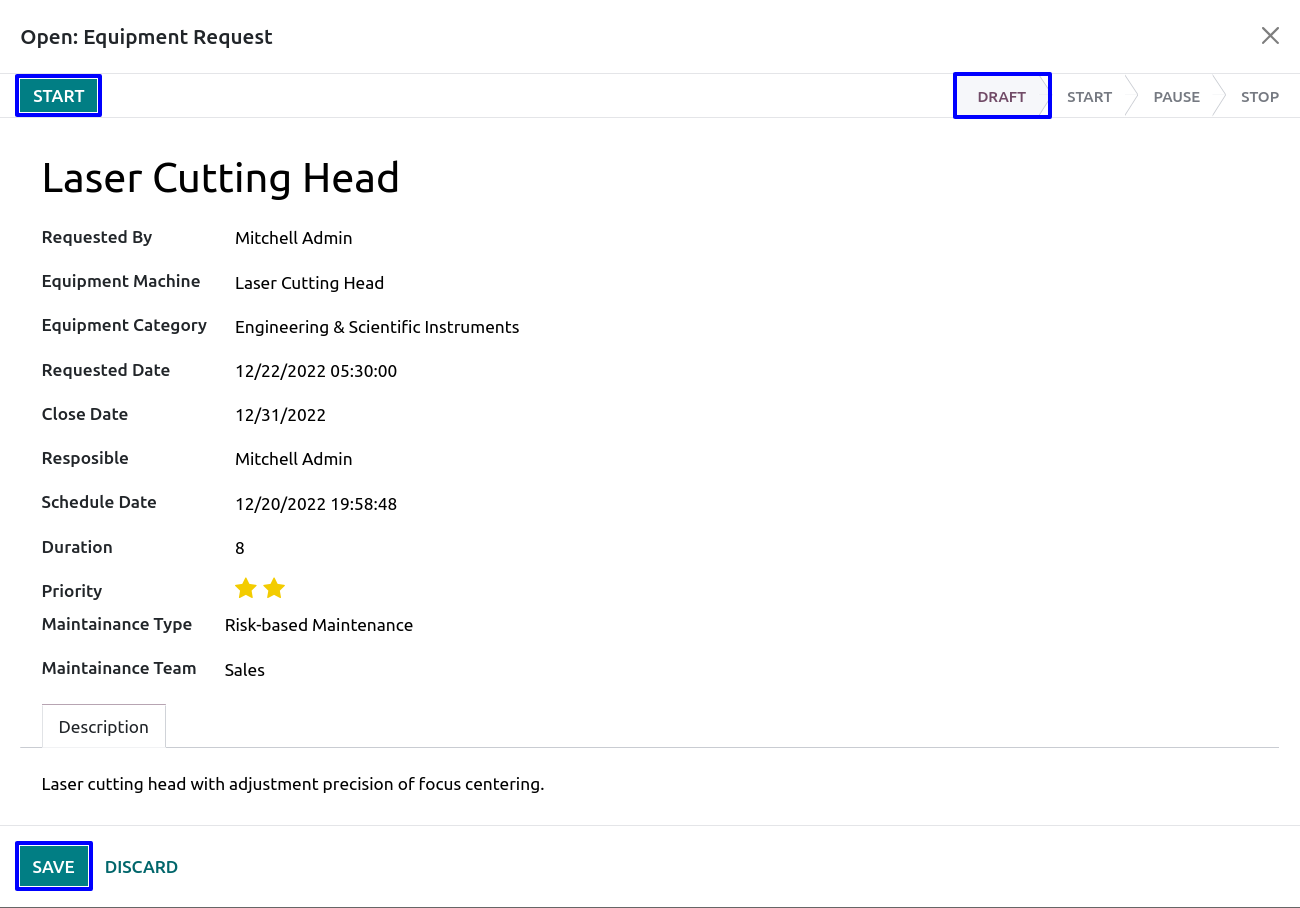 Open: Equipment Request
START
DRAFT
START
PAUSE
STOP
Laser Cutting Head
Requested By Mitchell Admin
Equipment Machine Laser Cutting Head
Equipment Category Engineering & Scientific Instruments
Requested Date 12/22/2022 05:30:00
Close Date 12/31/2022
Resposible Mitchell Admin
Schedule Date 12/20/2022 19:58:48
Duration 8
Priority
Maintainance Type Risk-based Maintenance
Maintainance Team Sales
Description
Laser cutting head with adjustment precision of focus centering.
SAVE DISCARD